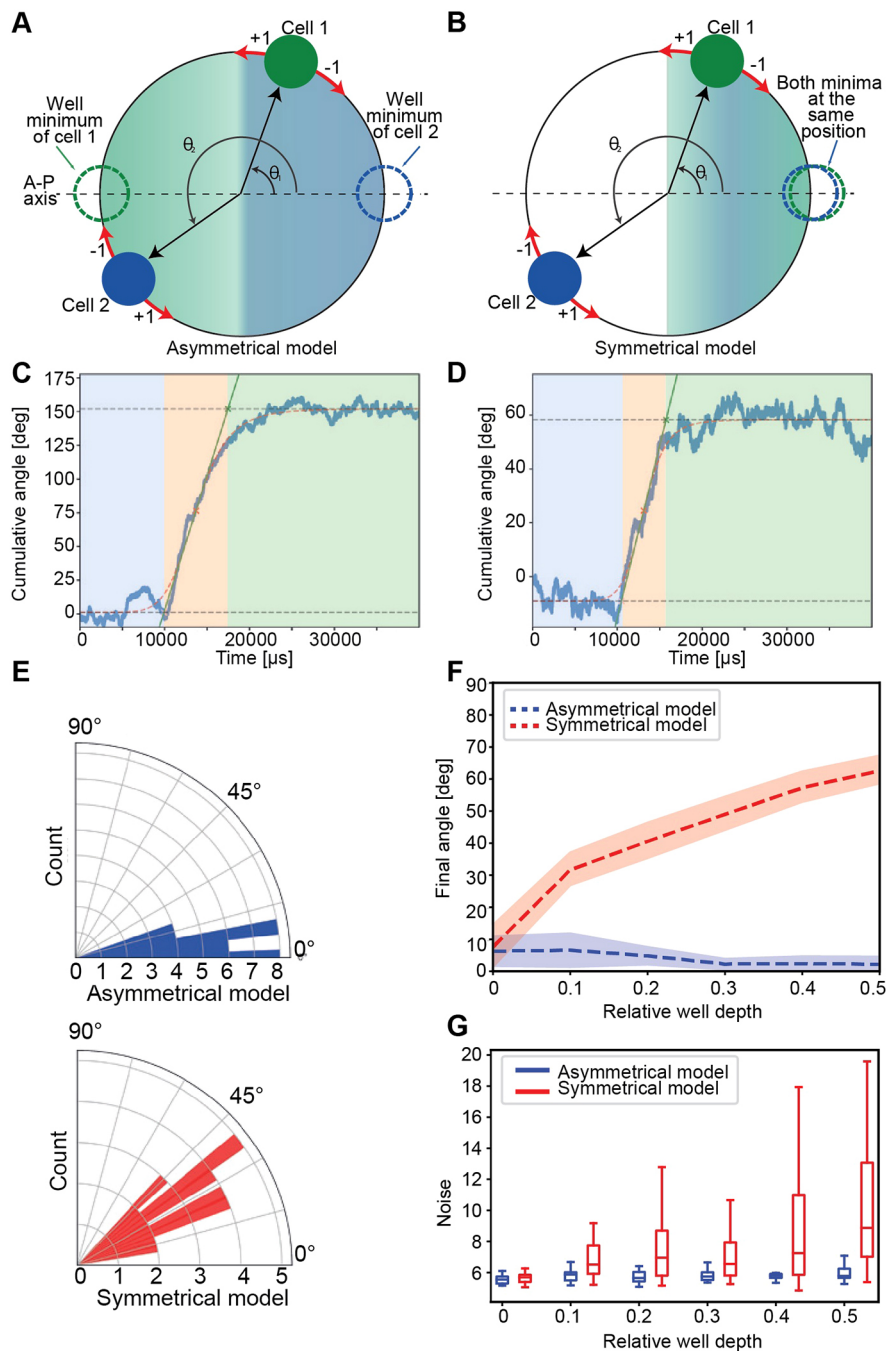 A
Cell 1
+1
-1
Well
minimum
of cell 1
Well
minimum
of cell 2
θ2
θ1
A-P
axis
-1
Cell 2
+1
Asymmetrical model
B
Cell 1
+1
-1
Both minima
at the
same
position
θ2
θ1
-1
Cell 2
+1
Symmetrical model
C
Cumulative angle [deg]
175
150
125
100
75
50
25
0
0 10000 20000 30000
Time [µs]
D
Cumulative angle [deg]
60
40
20
0
0 10000 20000 30000
Time [µs]
E
90°
45°
0°
Count
0 1 2 3 4 5 6 7 8
Asymmetrical model
90°
45°
0°
Count
0 1 2 3 4 5
Symmetrical model
F
Asymmetrical model
Symmetrical model
Final angle [deg]
90
80
70
60
50
40
30
20
10
0
0 0.1 0.2 0.3 0.4 0.5
Relative well depth
G
Asymmetrical model
Symmetrical model
Noise
20
18
16
14
12
10
8
6
0 0.1 0.2 0.3 0.4 0.5
Relative well depth